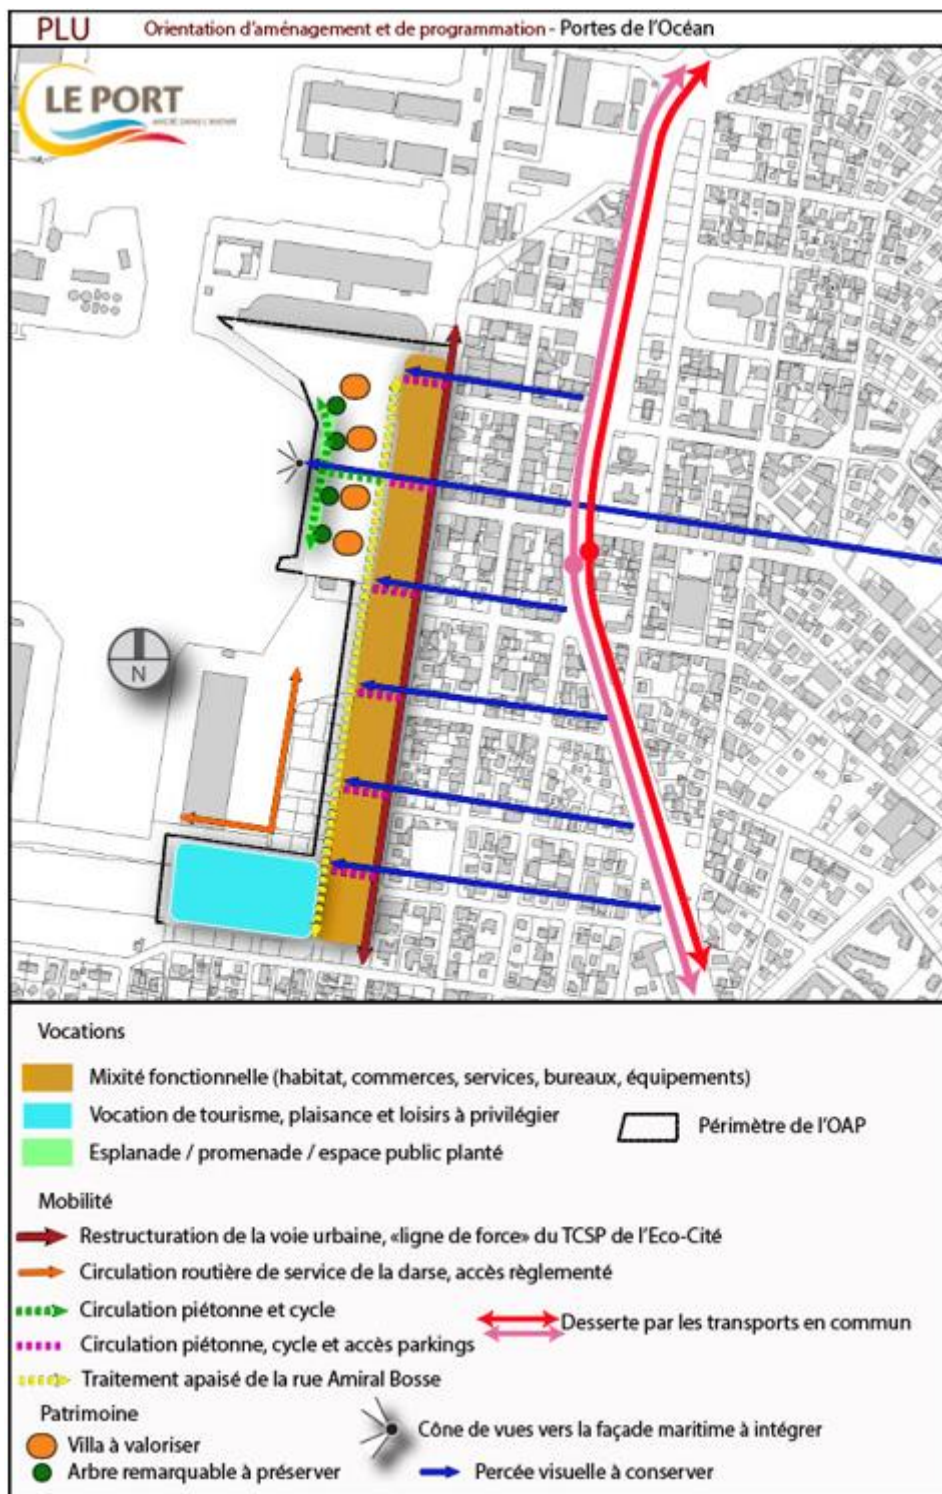 PLU Orientation d'aménagement et de programmation - Portes de l'Océan
LE PORT
N
Vocations
Mixité fonctionnelle (habitat, commerces, services, bureaux, équipements)
Vocation de tourisme, plaisance et loisirs à privilégier
Périmètre de l'OAP
Esplanade / promenade / espace public planté
Mobilité
Restructuration de la voie urbaine, «ligne de force» du TCSP de l'Eco-Cité
Circulation routière de service de la darse, accès règlementé
Circulation piétonne et cycle
Desserte par les transports en commun
Circulation piétonne, cycle et accès parkings
Traitement apaisé de la rue Amiral Bosse
Patrimoine
Villa à valoriser
Cône de vues vers la façade maritime à intégrer
Arbre remarquable à préserver
Percée visuelle à conserver